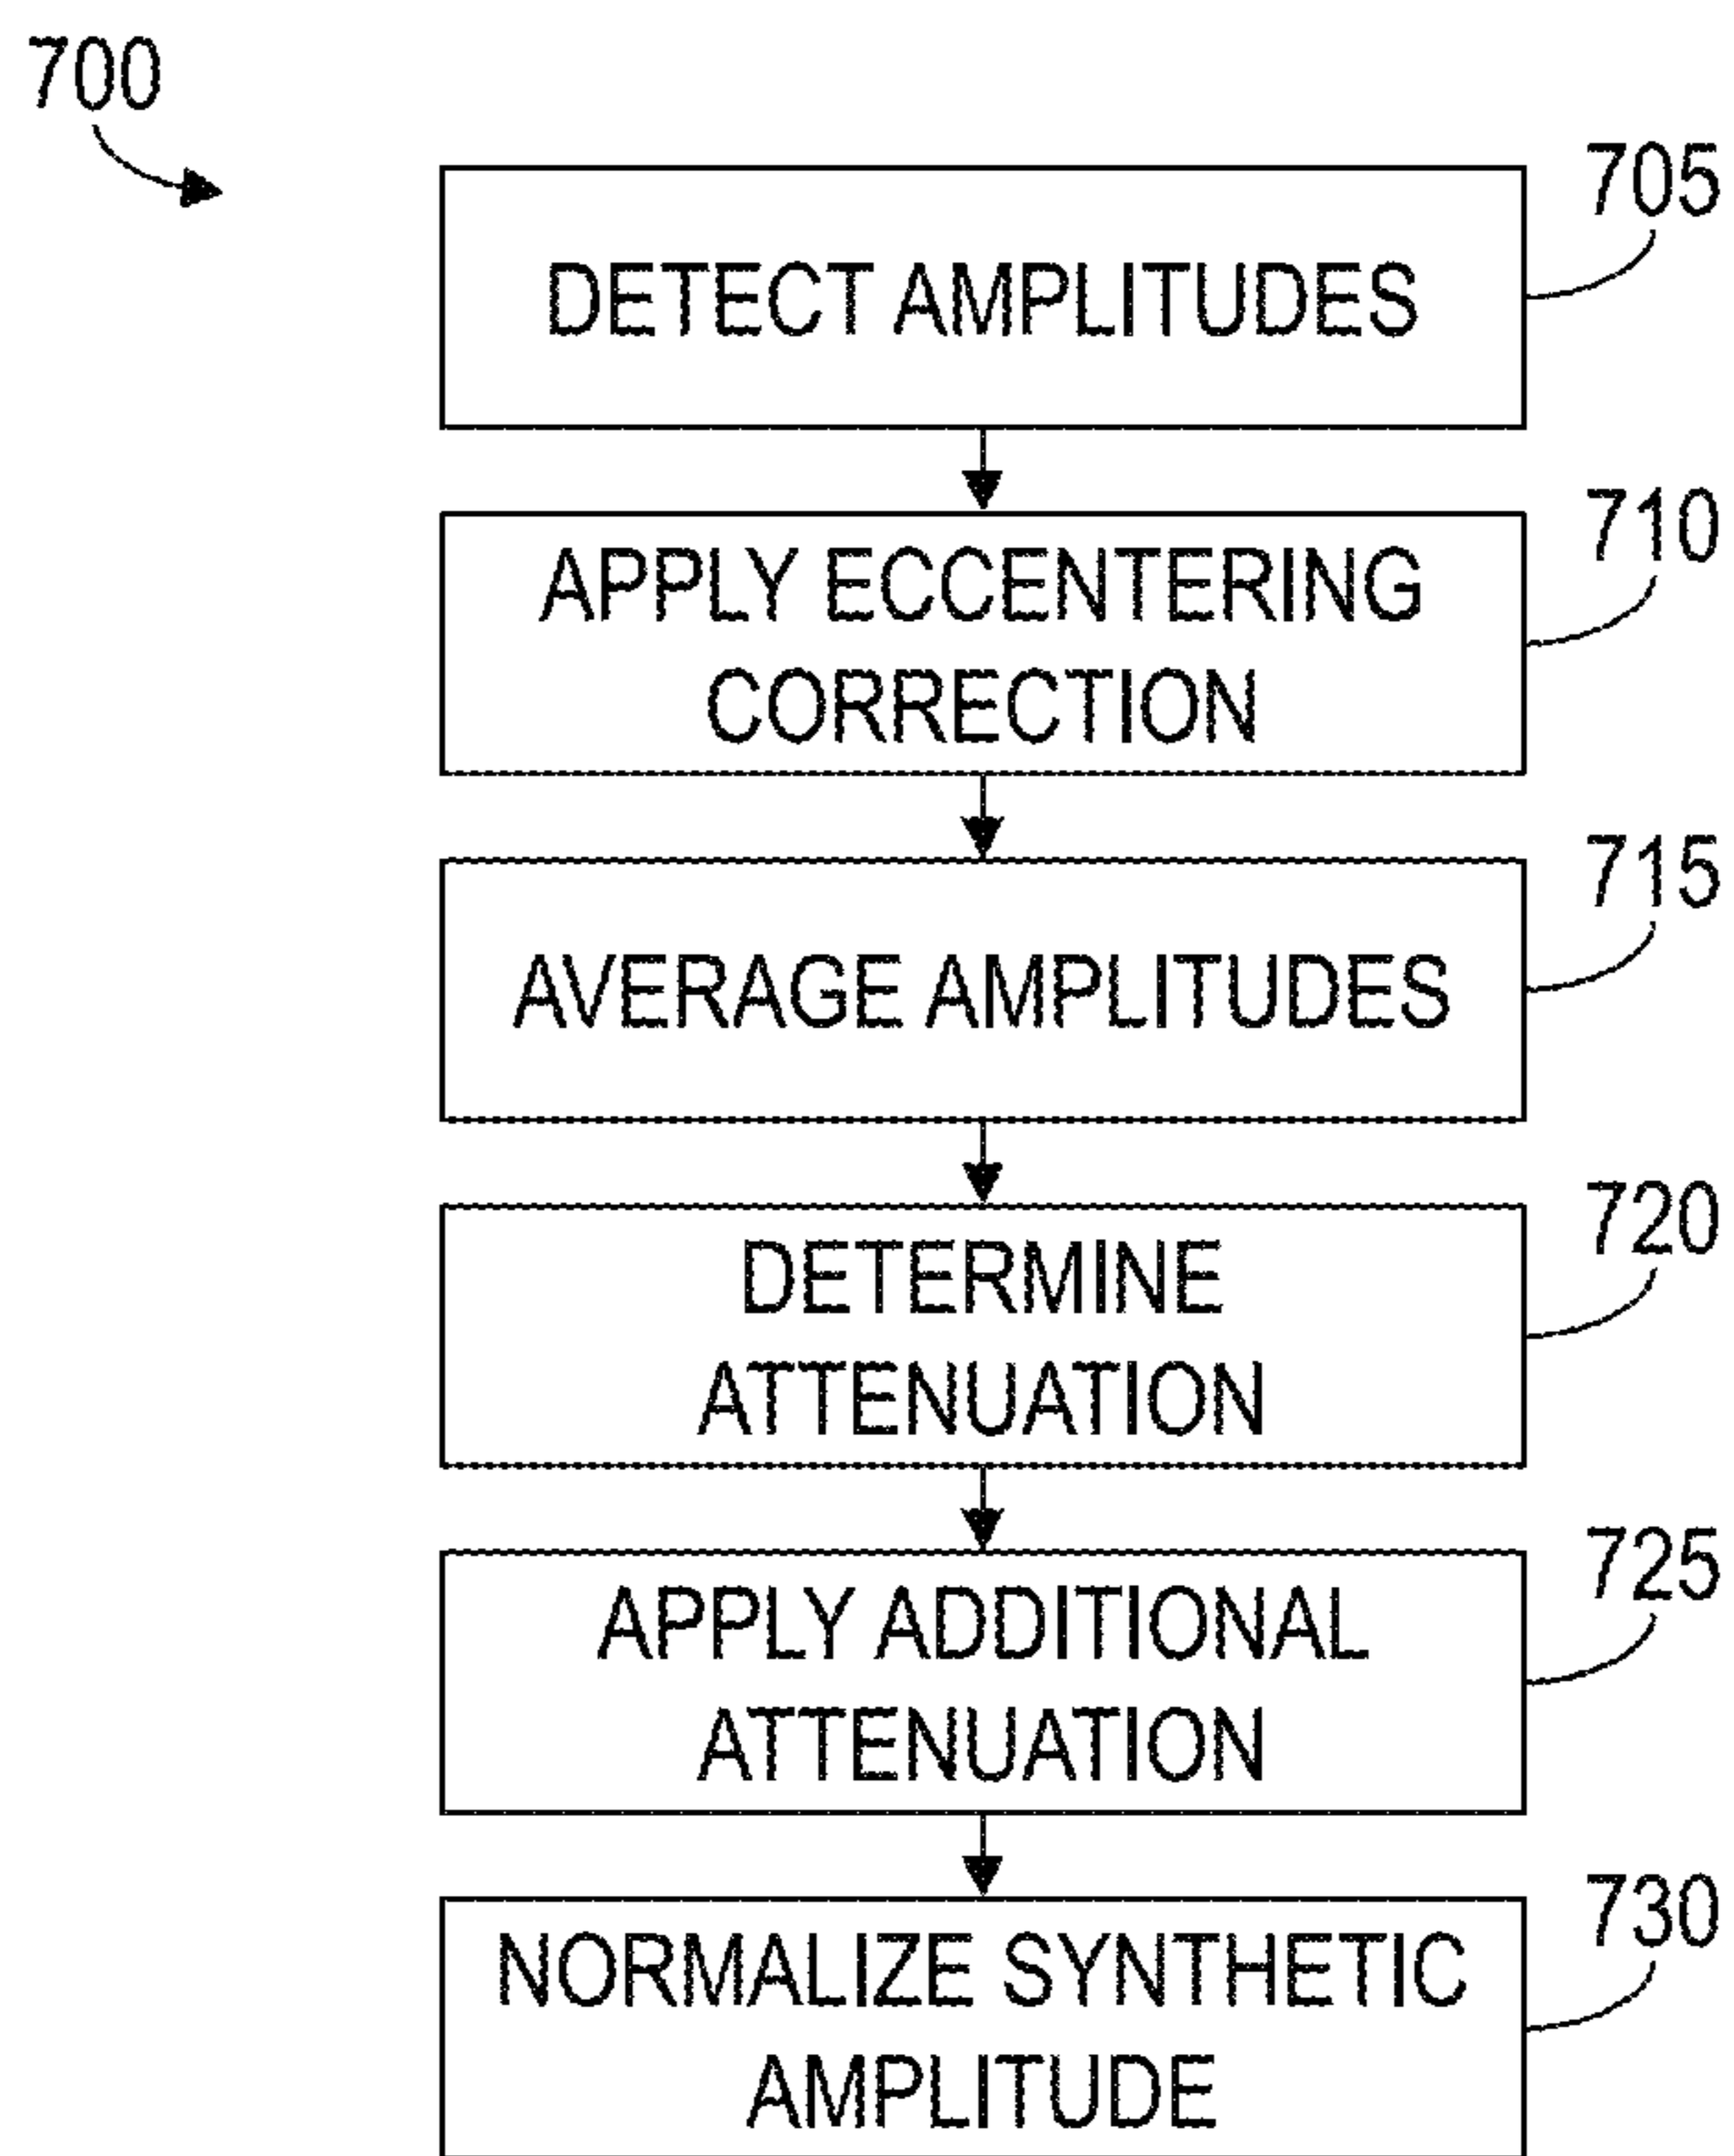 700
705
DETECT AMPLITUDES
710
APPLY ECCENTERING
CORRECTION
715
AVERAGE AMPLITUDES
720
DETERMINE
ATTENUATION
725
APPLY ADDITIONAL
ATTENUATION
730
NORMALIZE SYNTHETIC
AMPLITUDE